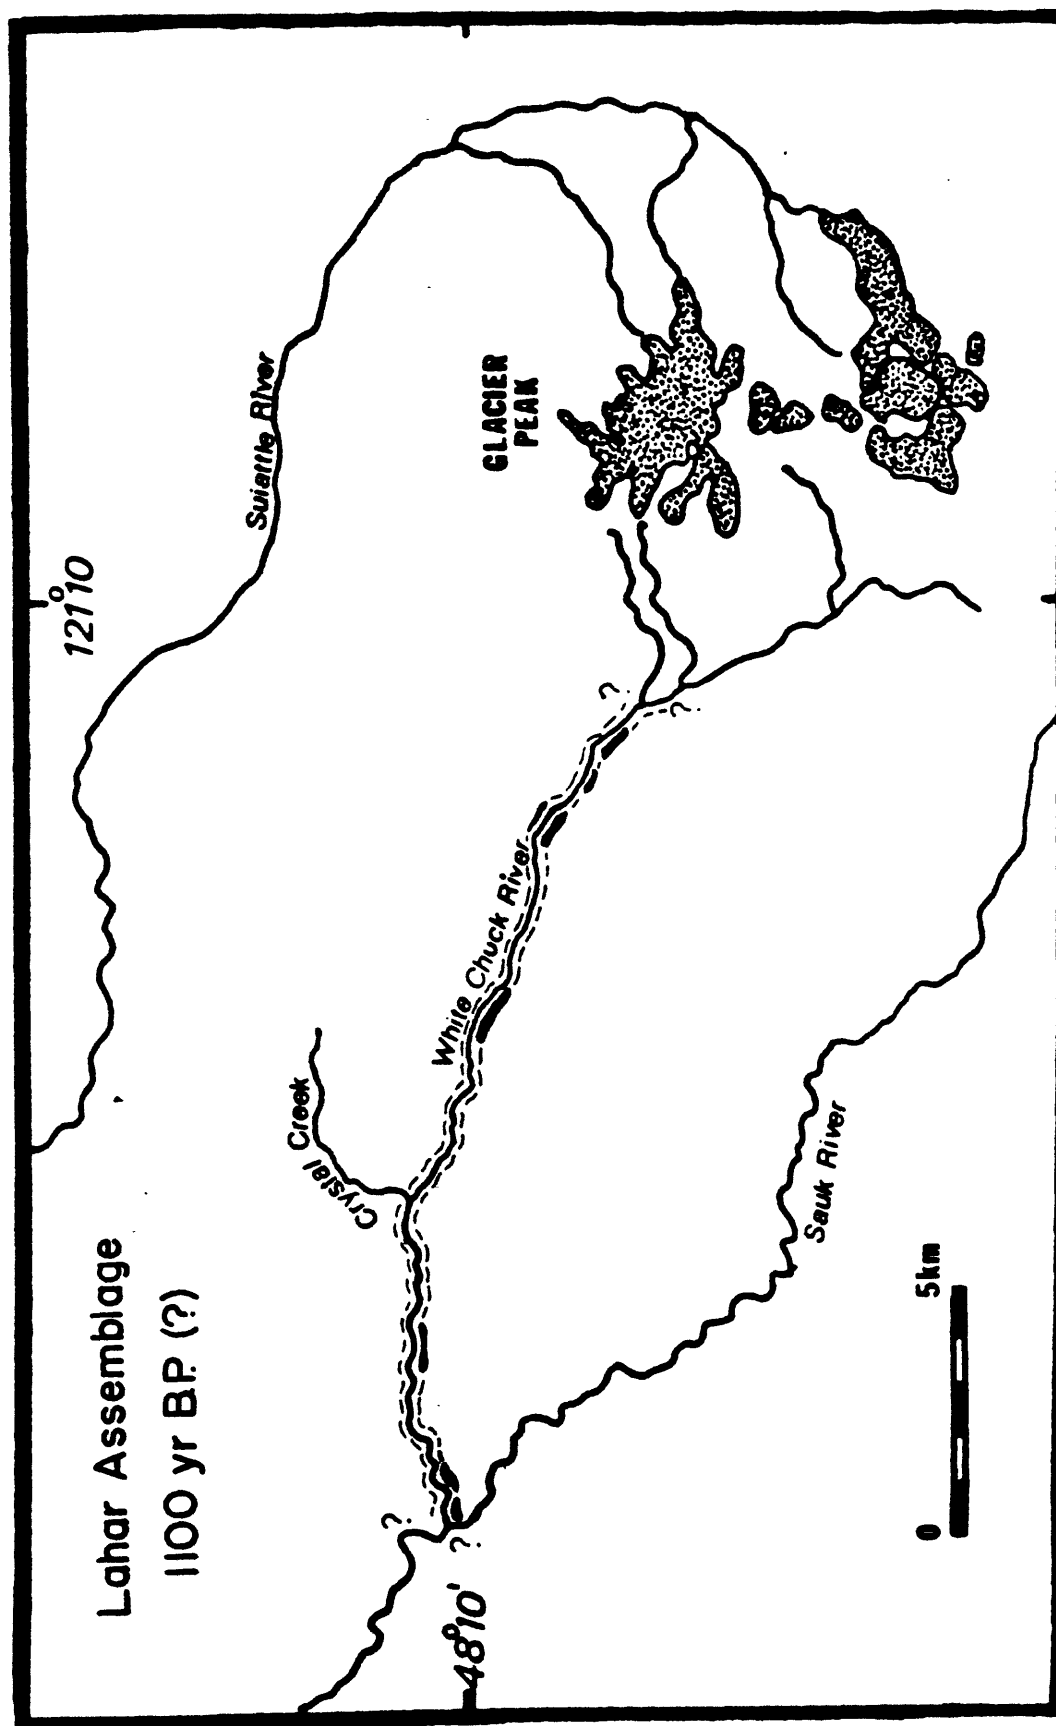 Lahar Assemblage
1100 yr B.P. (?)
Suiattle River
121°10
GLACIER
PEAK
Crystal Creek
White Chuck River
?
?
?
?
48°10'
Sauk River
0
5km